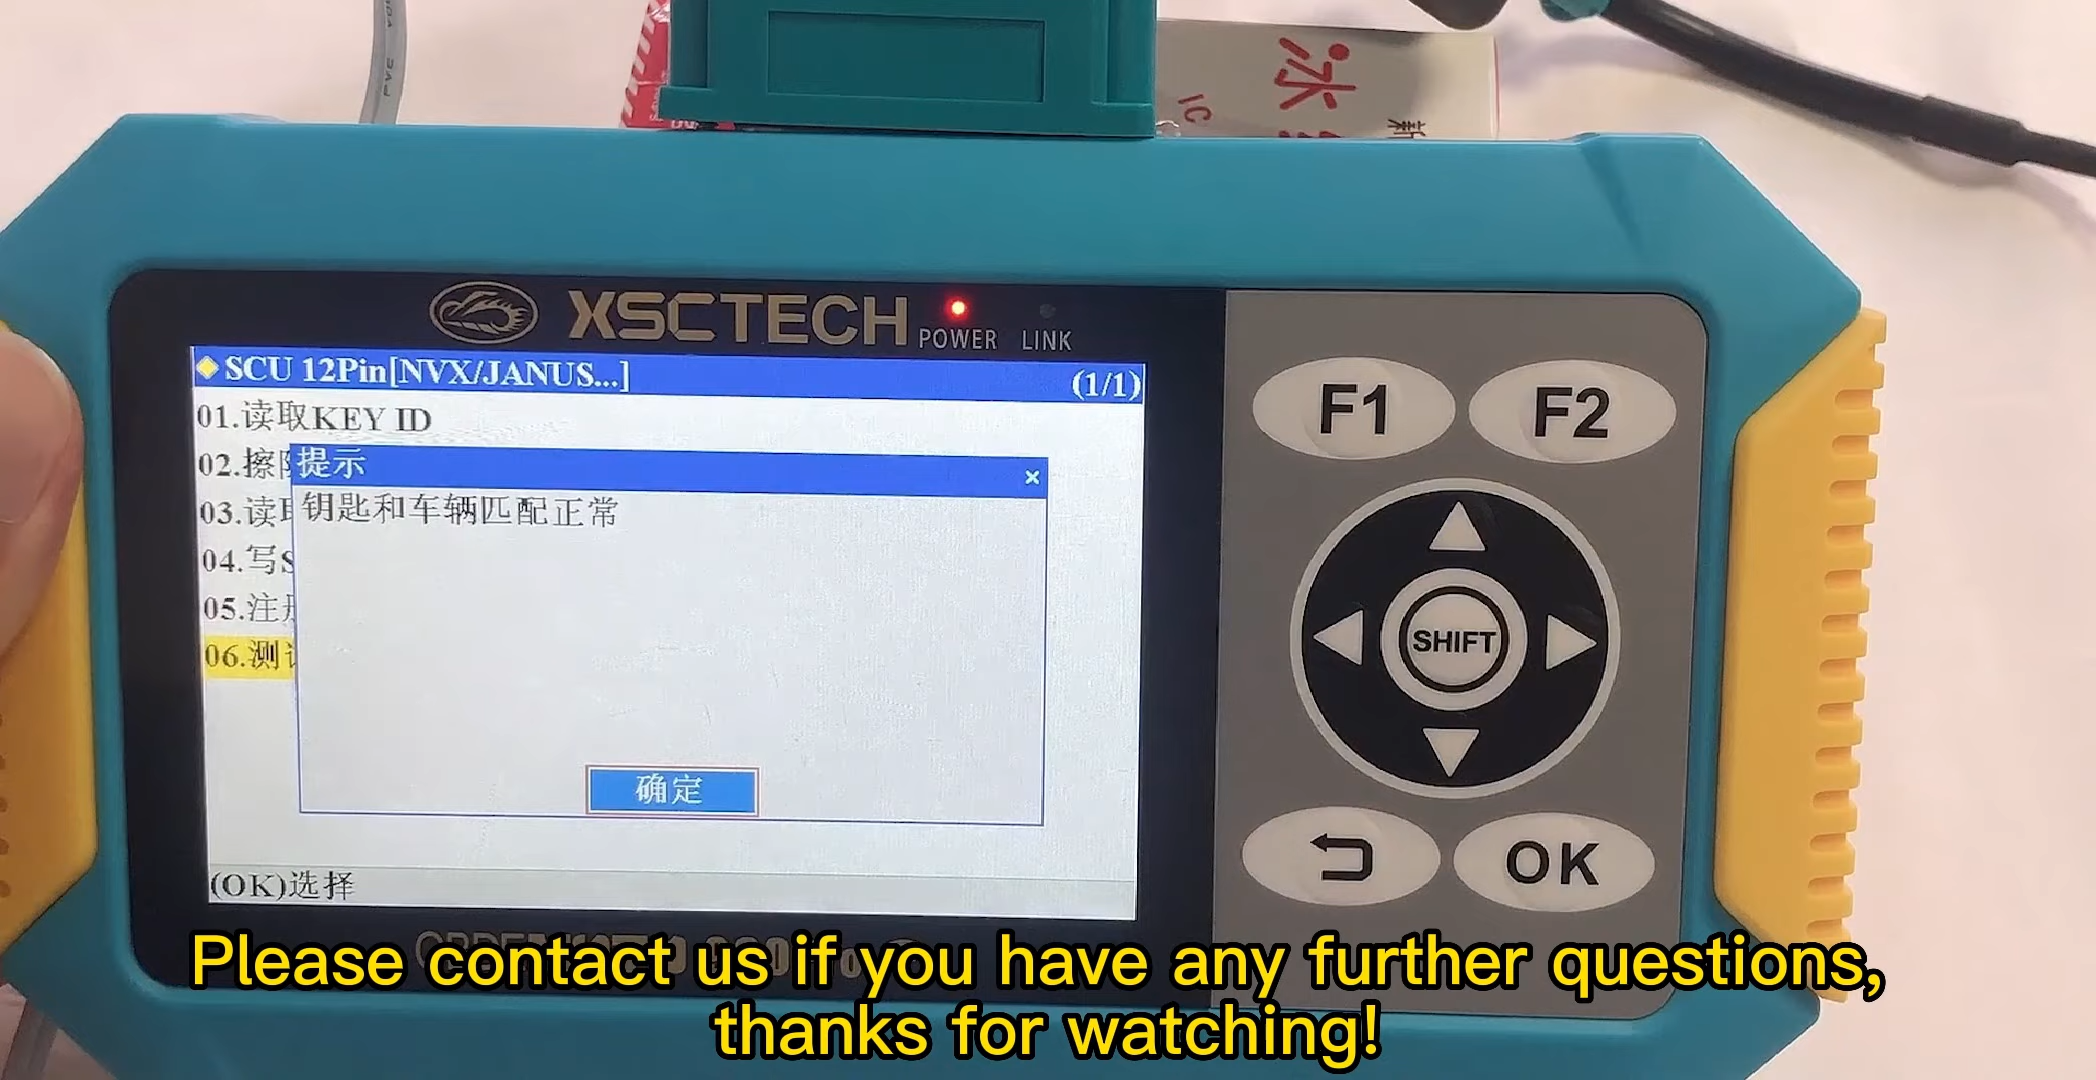 冰
IC
新
XSCTECH
POWER LINK
SCU 12Pin[NVX/JANUS...] (1/1)
01.读取KEY ID
02.擦
03.读
04.写S
05.注
06.测
提示 ×
钥匙和车辆匹配正常
确定
(OK)选择
F1 F2
SHIFT
OK
Please contact us if you have any further questions,
thanks for watching!